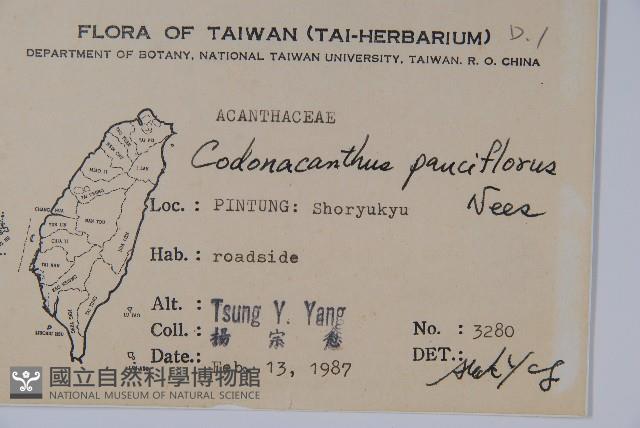 FLORA OF TAIWAN (TAI-HERBARIUM) D.1
DEPARTMENT OF BOTANY, NATIONAL TAIWAN UNIVERSITY, TAIWAN. R. O. CHINA
ACANTHACEAE
Codonacanthus pauciflorus
Nees
Loc. : PINTUNG: Shoryukyu
Hab. : roadside
Alt. :
Coll. : Tsung Y. Yang
楊 宗 愈
No. : 3280
Date.: Feb. 13, 1987
DET.:
國立自然科學博物館
NATIONAL MUSEUM OF NATURAL SCIENCE